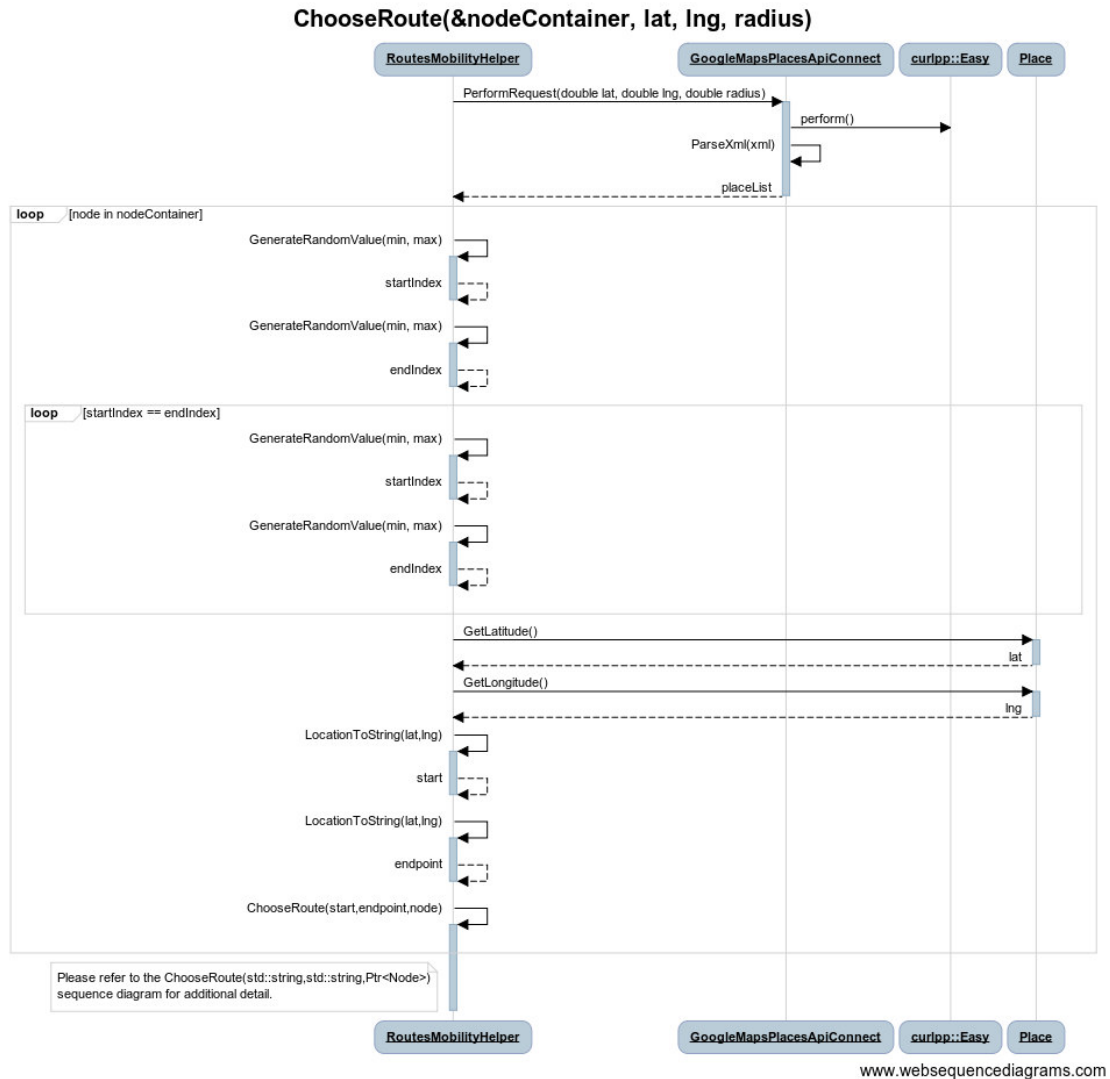 ChooseRoute(&nodeContainer, lat, lng, radius)
RoutesMobilityHelper GoogleMapsPlacesApiConnect curlpp::Easy Place
PerformRequest(double lat, double lng, double radius)
perform()
ParseXml(xml)
placeList
loop [node in nodeContainer]
GenerateRandomValue(min, max)
startIndex
GenerateRandomValue(min, max)
endIndex
loop [startIndex == endIndex]
GenerateRandomValue(min, max)
startIndex
GenerateRandomValue(min, max)
endIndex
GetLatitude()
lat
GetLongitude()
lng
LocationToString(lat,lng)
start
LocationToString(lat,lng)
endpoint
ChooseRoute(start,endpoint,node)
Please refer to the ChooseRoute(std::string,std::string,Ptr<Node>)
sequence diagram for additional detail.
RoutesMobilityHelper GoogleMapsPlacesApiConnect curlpp::Easy Place
www.websequencediagrams.com